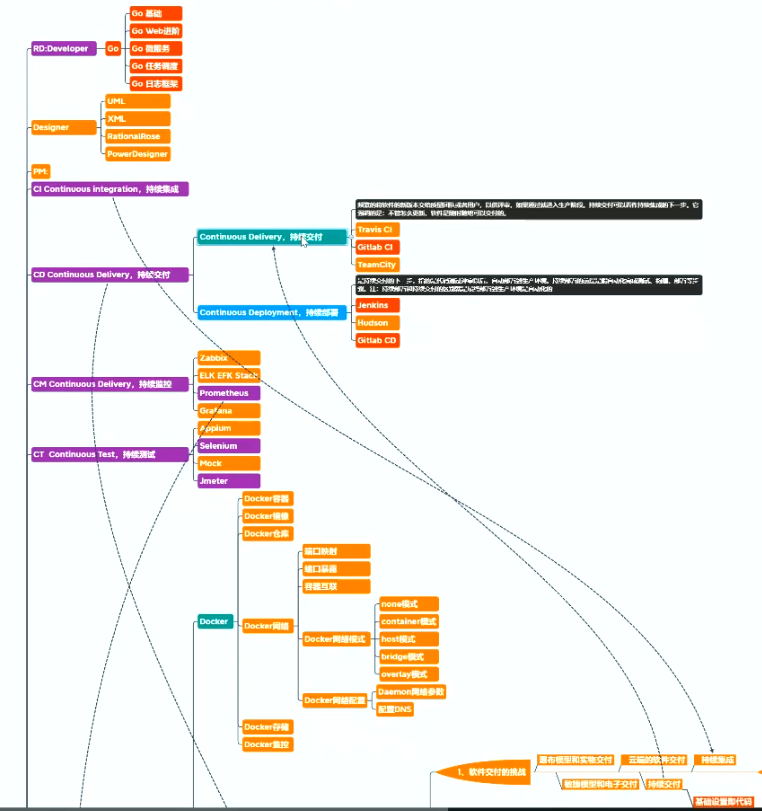 RD:Developer
Go
Go 基础
Go Web进阶
Go 微服务
Go 任务调度
Go 日志框架
Designer
UML
XML
RationalRose
PowerDesigner
PM:
CI Continuous integration，持续集成
CD Continuous Delivery，持续交付
Continuous Delivery，持续交付
Travis CI
Gitlab CI
TeamCity
Continuous Deployment，持续部署
Jenkins
Hudson
Gitlab CD
CM Continuous Delivery，持续监控
Zabbix
ELK EFK Stack
Prometheus
Grafana
CT Continuous Test，持续测试
Appium
Selenium
Mock
Jmeter
Docker
Docker容器
Docker镜像
Docker仓库
Docker网络
端口映射
端口暴露
容器互联
Docker网络模式
none模式
container模式
host模式
bridge模式
overlay模式
Docker网络配置
Daemon网络参数
配置DNS
Docker存储
Docker监控
1、软件交付的挑战
瀑布模型和实物交付
云端的软件交付
持续集成
敏捷模型和电子交付
持续交付
基础设置即代码